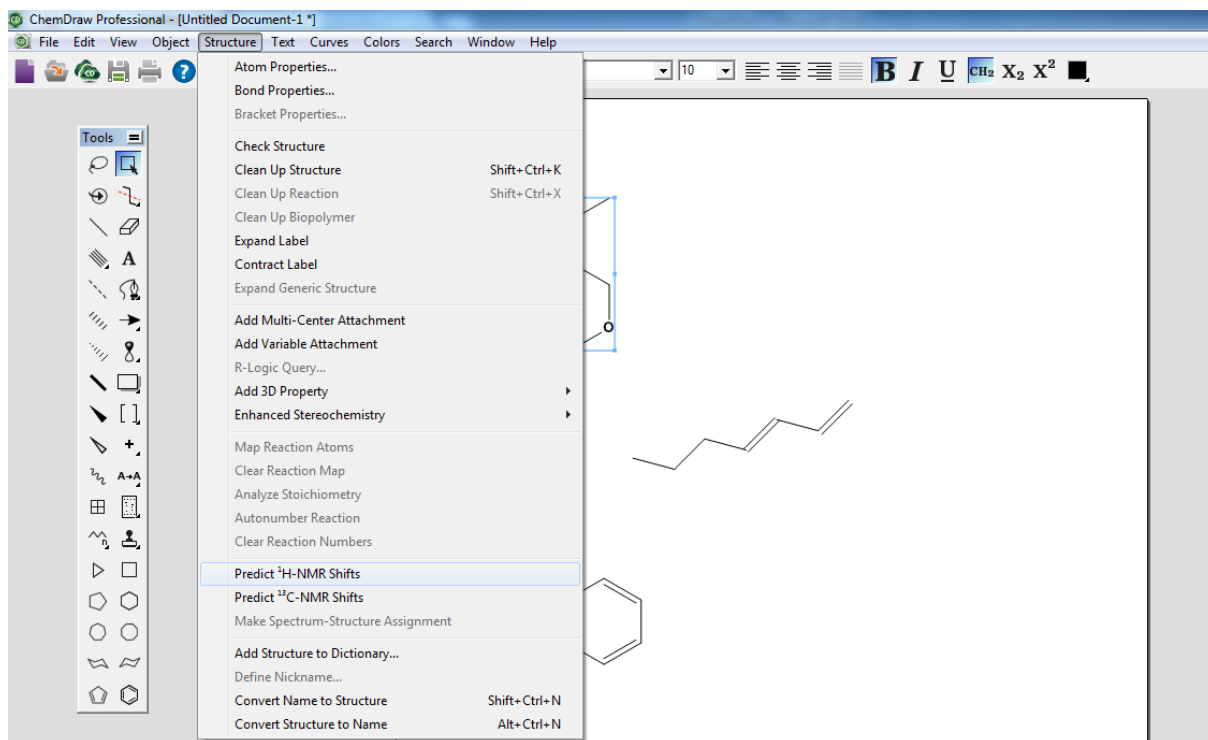 ChemDraw Professional - [Untitled Document-1 *]
File Edit View Object Structure Text Curves Colors Search Window Help
10 B I U CH₂ X₂ X²
Tools
Atom Properties...
Bond Properties...
Bracket Properties...
Check Structure
Clean Up Structure Shift+Ctrl+K
Clean Up Reaction Shift+Ctrl+X
Clean Up Biopolymer
Expand Label
Contract Label
Expand Generic Structure
Add Multi-Center Attachment
Add Variable Attachment
R-Logic Query...
Add 3D Property
Enhanced Stereochemistry
Map Reaction Atoms
Clear Reaction Map
Analyze Stoichiometry
Autonumber Reaction
Clear Reaction Numbers
Predict ¹H-NMR Shifts
Predict ¹³C-NMR Shifts
Make Spectrum-Structure Assignment
Add Structure to Dictionary...
Define Nickname...
Convert Name to Structure Shift+Ctrl+N
Convert Structure to Name Alt+Ctrl+N
A
A→A
n
O